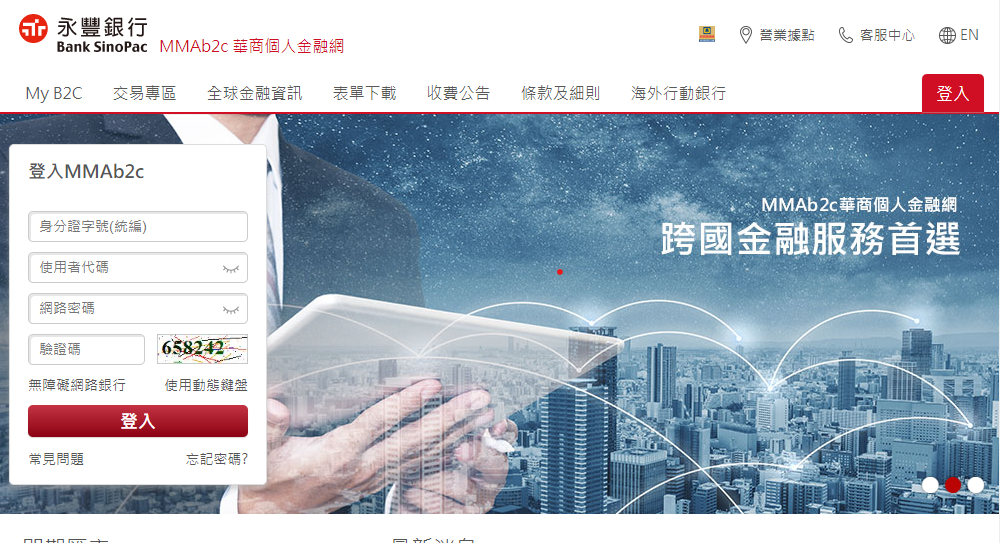 永豐銀行
Bank SinoPac
MMAb2c 華商個人金融網
營業據點
客服中心
EN
My B2C
交易專區
全球金融資訊
表單下載
收費公告
條款及細則
海外行動銀行
登入
登入MMAb2c
身分證字號(統編)
使用者代碼
網路密碼
驗證碼
658242
無障礙網路銀行
使用動態鍵盤
登入
常見問題
忘記密碼?
MMAb2c華商個人金融網
跨國金融服務首選